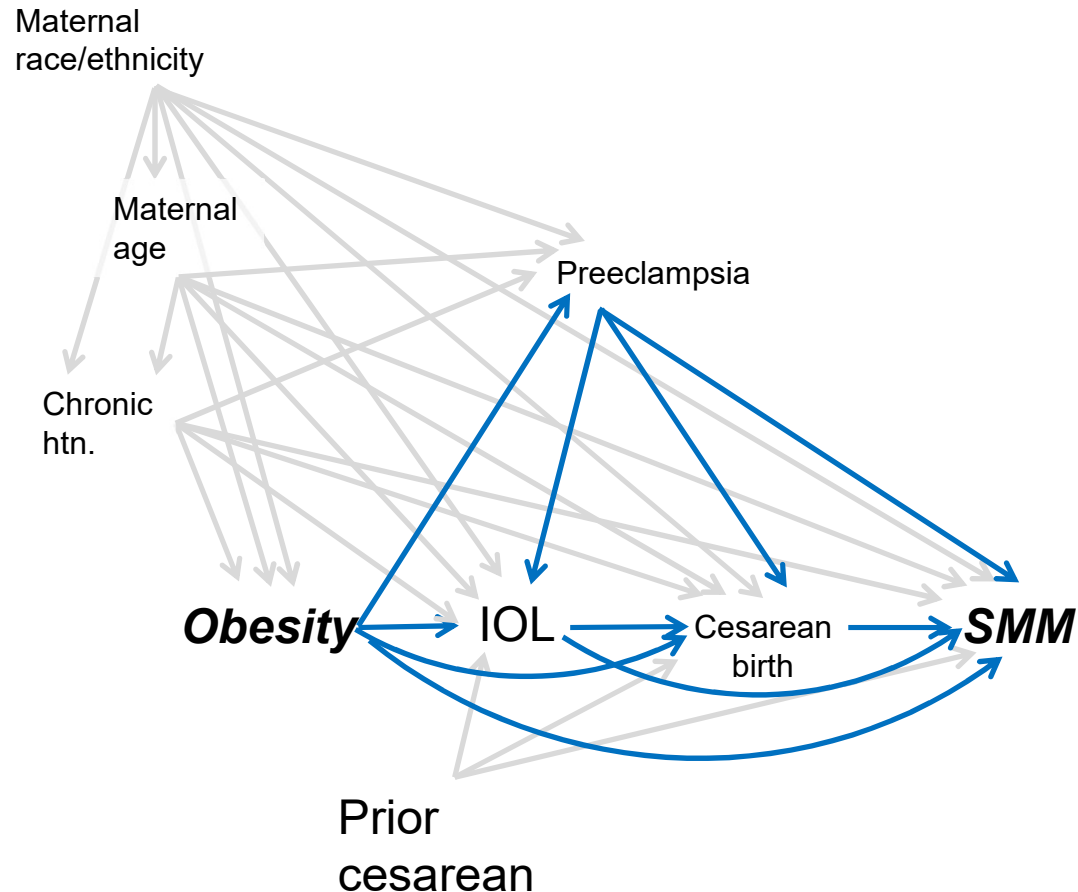 Maternal
race/ethnicity
Maternal
age
Preeclampsia
Chronic
htn.
Obesity
IOL
Cesarean
birth
SMM
Prior
cesarean